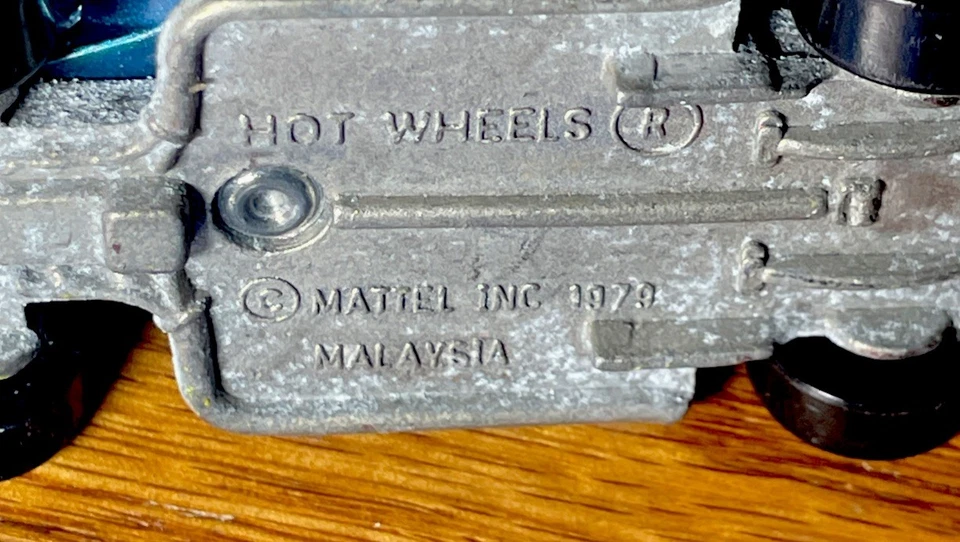 HOT WHEELS ®
© MATTEL INC 1979
MALAYSIA